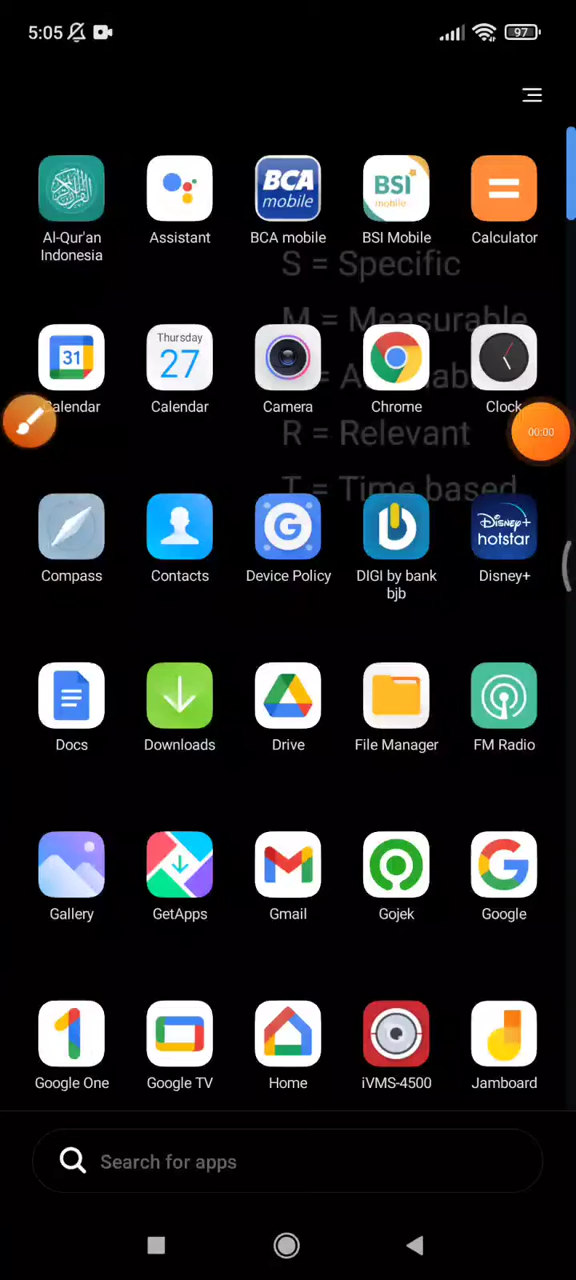 5:05
97
Al-Qur'an Indonesia
Assistant
BCA mobile
BCA mobile
BSI mobile
BSI Mobile
Calculator
S = Specific
M = Measurable
31
Calendar
Thursday
27
Calendar
Camera
Chrome
Clock
R = Relevant
00:00
T = Time based
Compass
Contacts
G
Device Policy
b
DIGI by bank bjb
Disney+ hotstar
Disney+
Docs
Downloads
Drive
File Manager
FM Radio
Gallery
GetApps
Gmail
Gojek
Google
Google One
Google TV
Home
iVMS-4500
Jamboard
Search for apps